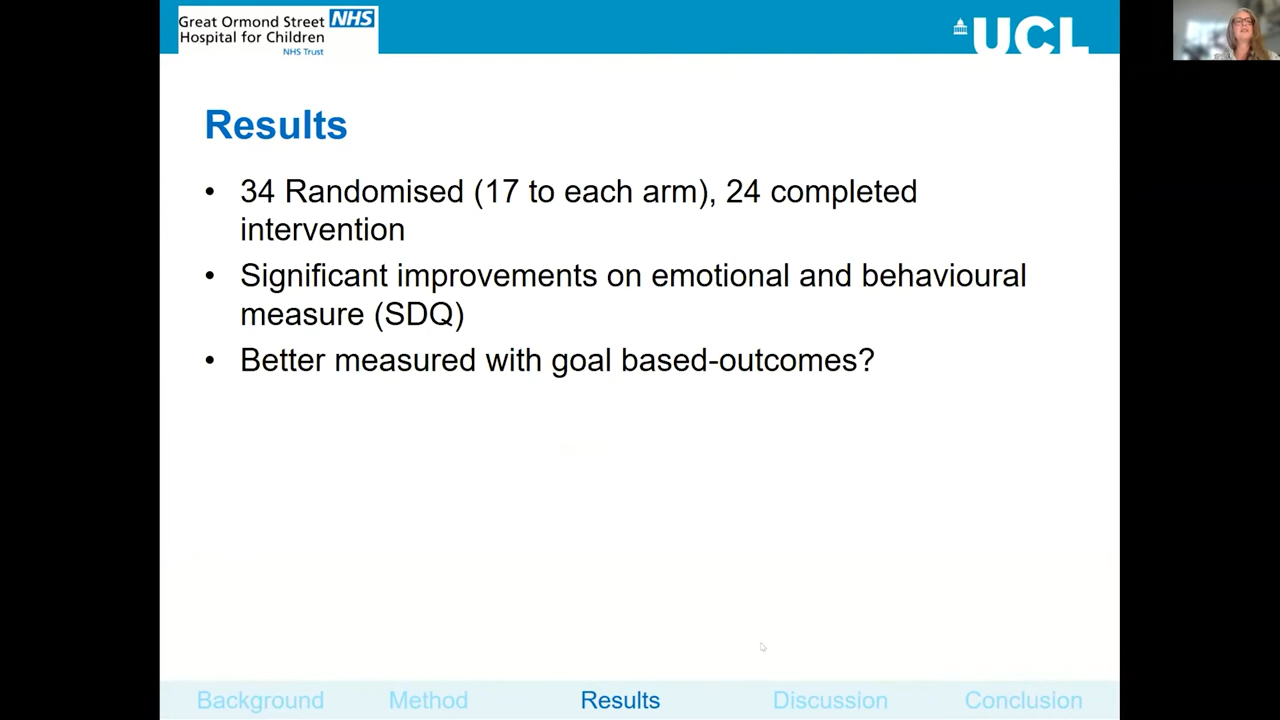 Great Ormond Street NHS
Hospital for Children
NHS Trust
UCL
Results
• 34 Randomised (17 to each arm), 24 completed
intervention
• Significant improvements on emotional and behavioural
measure (SDQ)
• Better measured with goal based-outcomes?
Background Method Results Discussion Conclusion